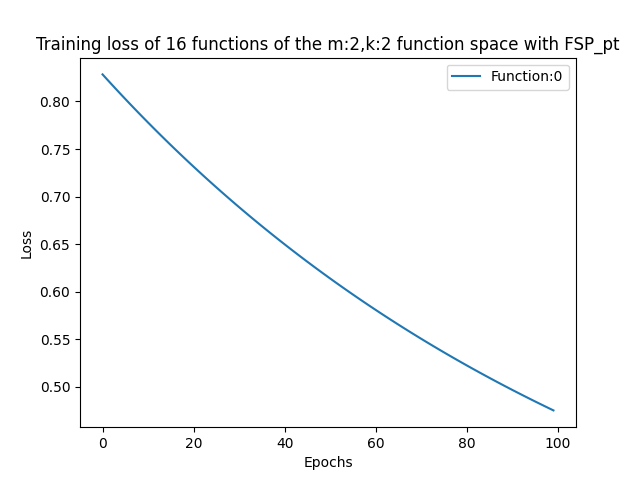 Training loss of 16 functions of the m:2,k:2 function space with FSP_pt
Function:0
0.80
0.75
0.70
0.65
0.60
0.55
0.50
Loss
0 20 40 60 80 100
Epochs